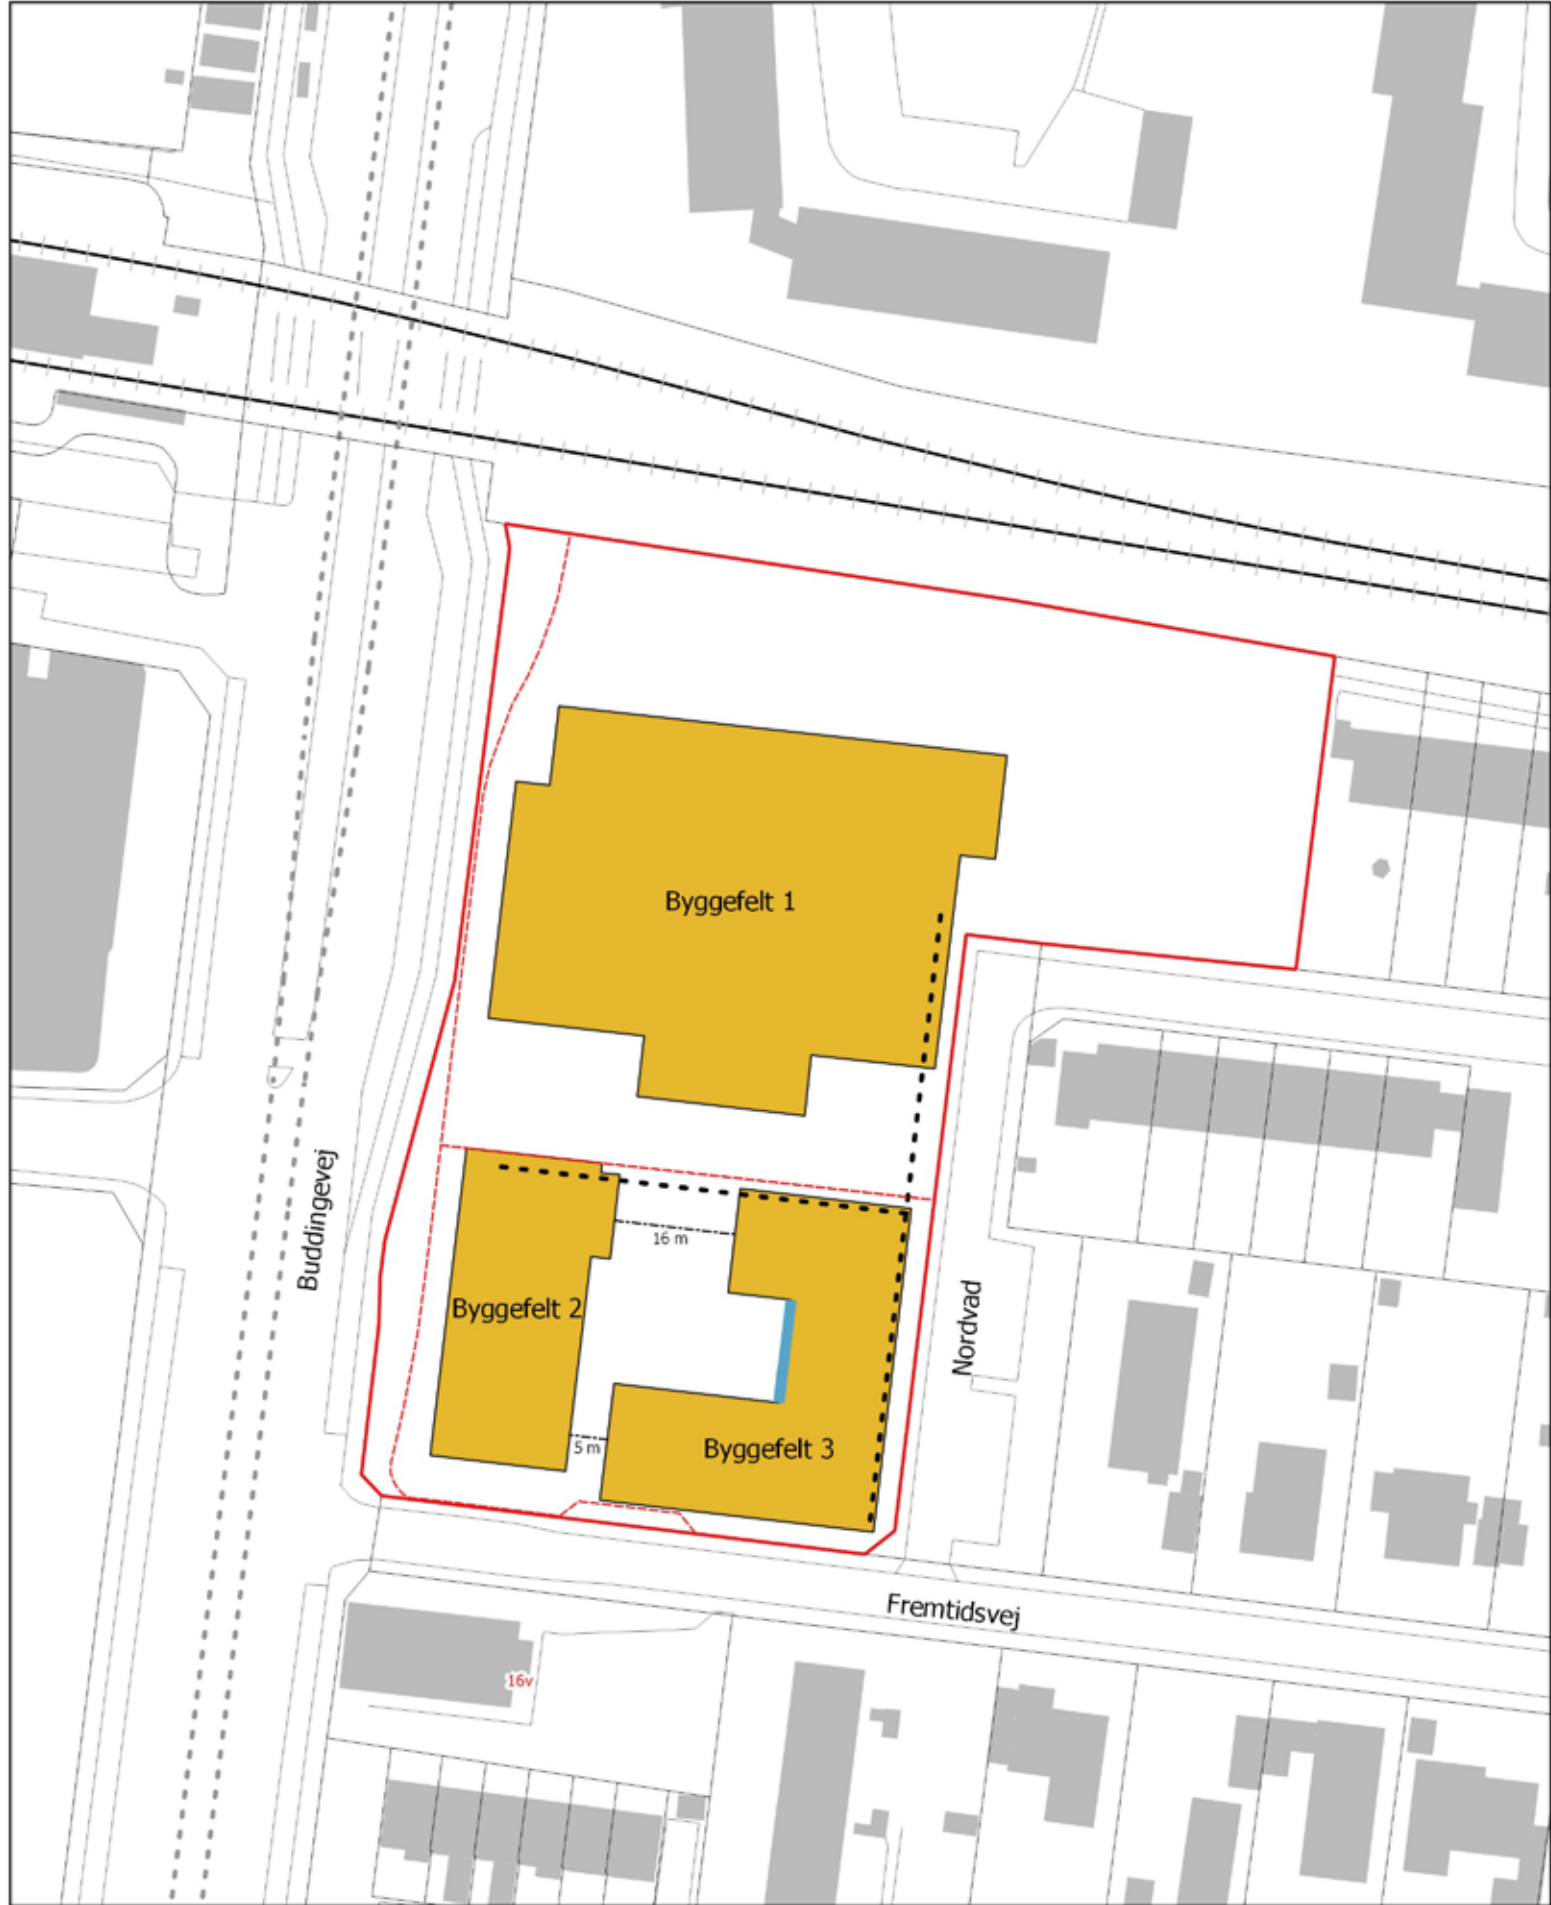 Byggefelt 1
Buddingevej
16 m
Byggefelt 2
Nordvad
5 m
Byggefelt 3
Fremtidsvej
16v